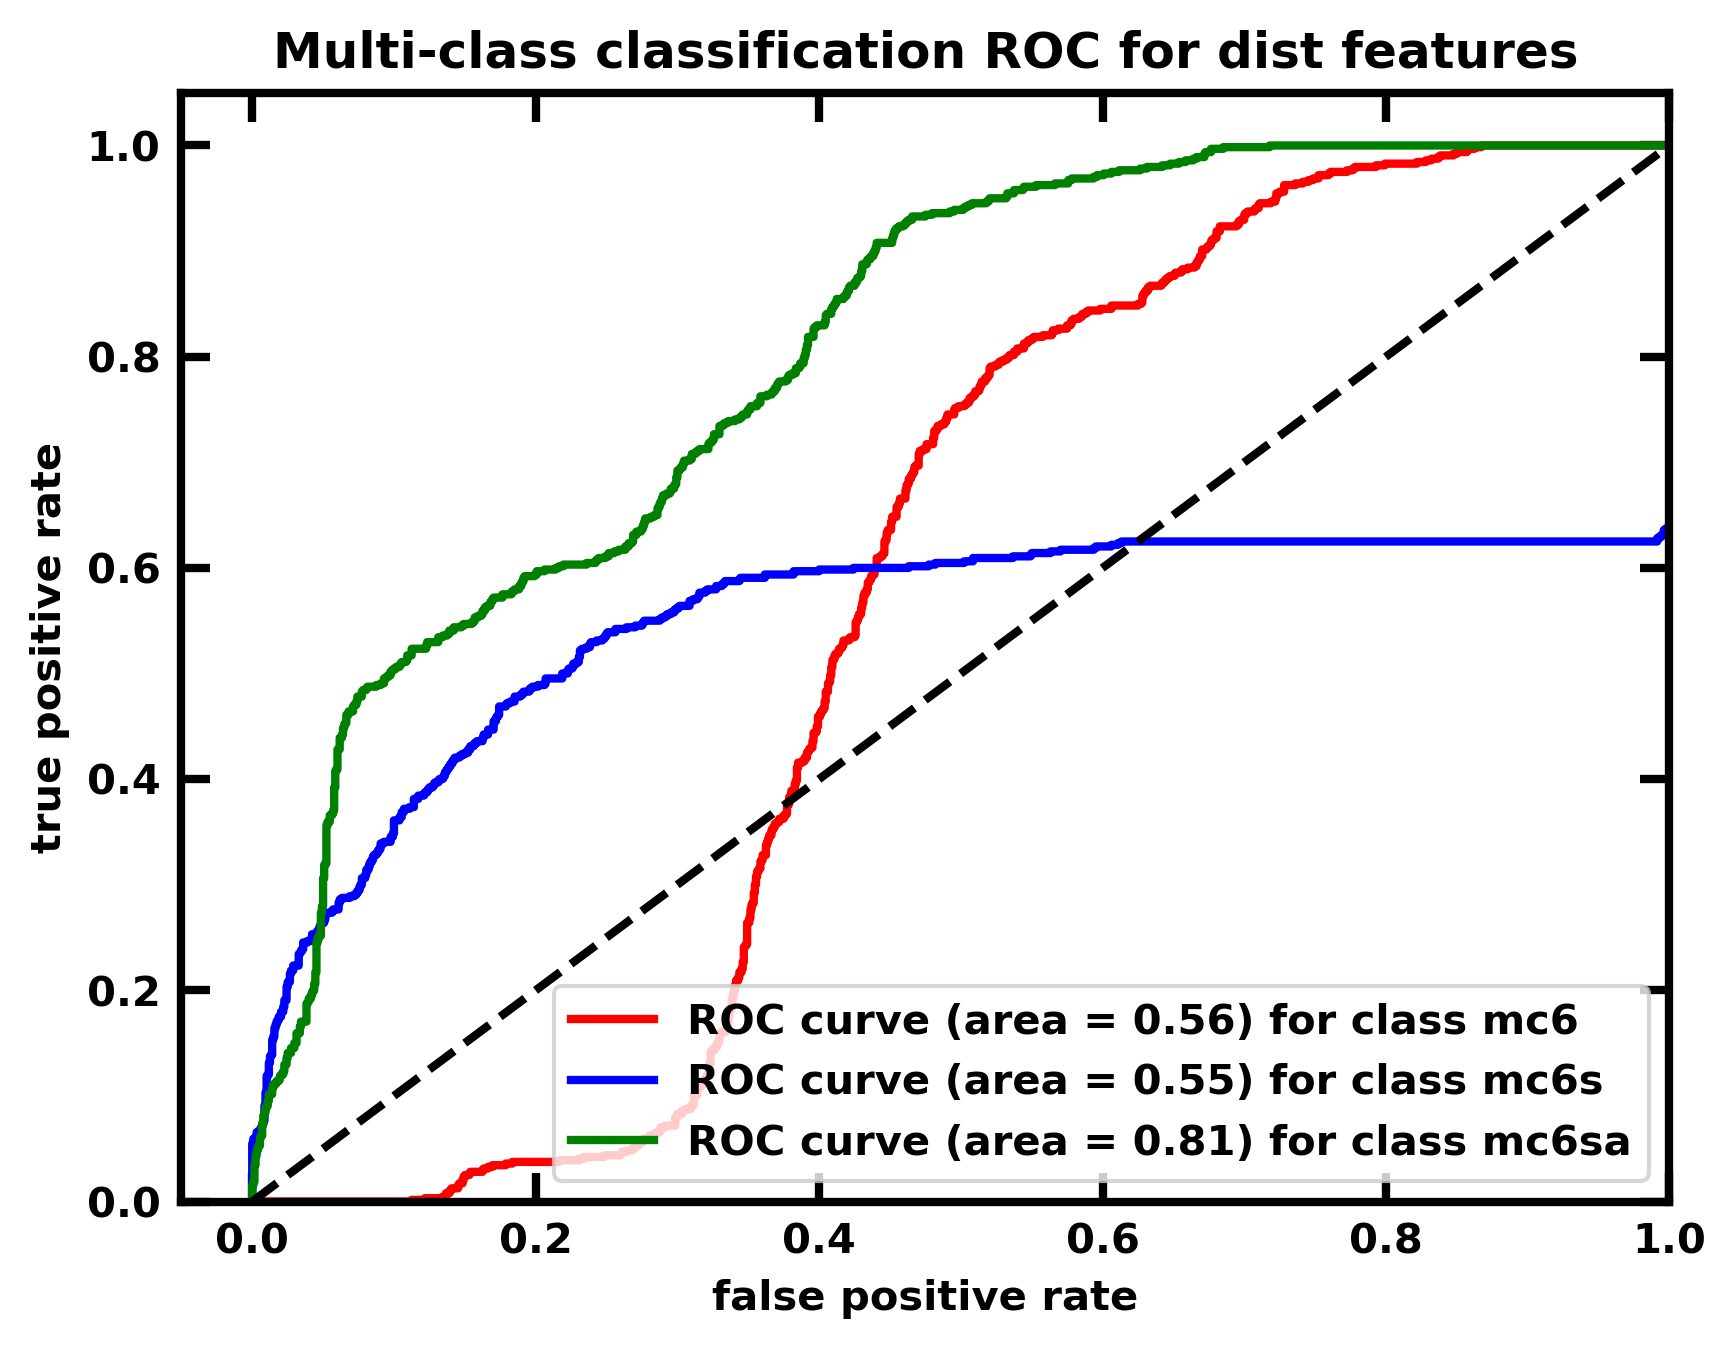 Multi-class classification ROC for dist features
1.0
0.8
0.6
0.4
0.2
0.0
true positive rate
ROC curve (area = 0.56) for class mc6
ROC curve (area = 0.55) for class mc6s
ROC curve (area = 0.81) for class mc6sa
0.0 0.2 0.4 0.6 0.8 1.0
false positive rate